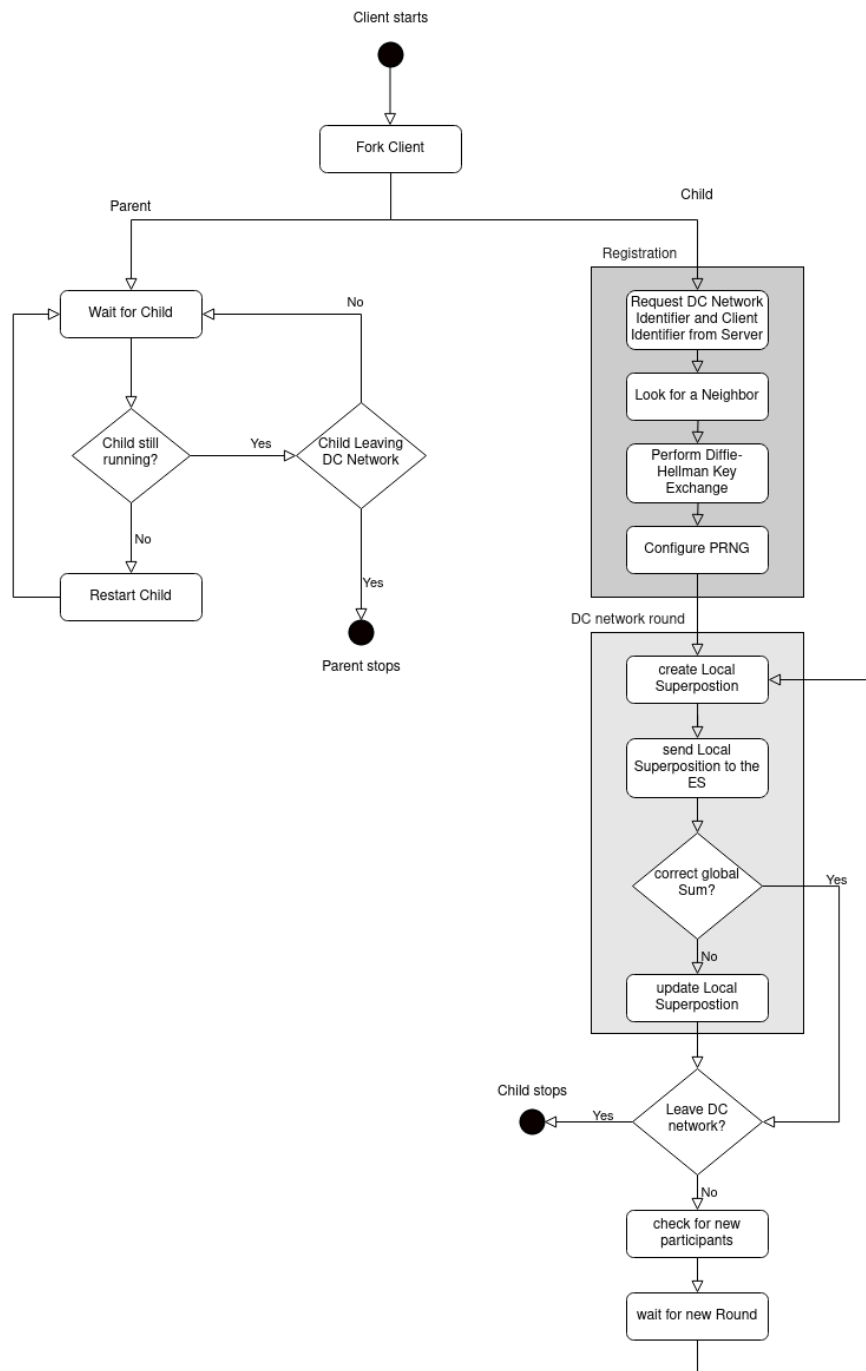 Client starts
Fork Client
Parent
Child
Registration
Wait for Child
No
Request DC Network
Identifier and Client
Identifier from Server
Look for a Neighbor
Child still
running?
Yes
Child Leaving
DC Network
Perform Diffie-
Hellman Key
Exchange
No
Configure PRNG
Restart Child
Yes
Parent stops
DC network round
create Local
Superpostion
send Local
Superposition to the
ES
correct global
Sum?
Yes
No
update Local
Superpostion
Child stops
Yes
Leave DC
network?
No
check for new
participants
wait for new Round